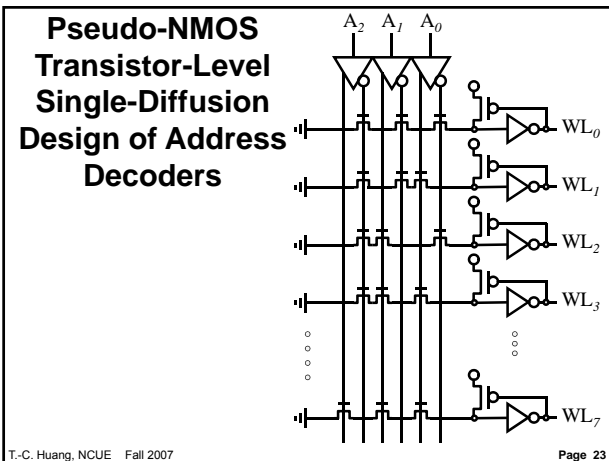 Pseudo-NMOS
Transistor-Level
Single-Diffusion
Design of Address
Decoders
A2 A1 A0
WL0
WL1
WL2
WL3
WL7
T.-C. Huang, NCUE Fall 2007
Page 23